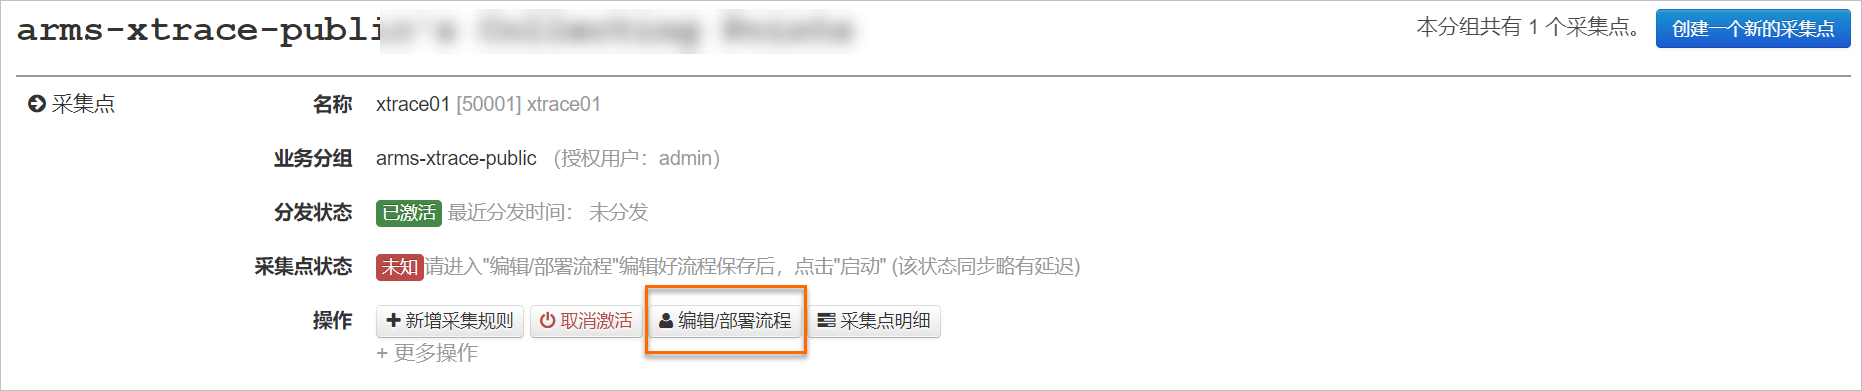 arms-xtrace-publi
本分组共有 1 个采集点。 创建一个新的采集点
采集点
名称 xtrace01 [50001] xtrace01
业务分组 arms-xtrace-public （授权用户：admin）
分发状态 已激活 最近分发时间： 未分发
采集点状态 未知 请进入"编辑/部署流程"编辑好流程保存后，点击"启动" (该状态同步略有延迟)
操作 新增采集规则 取消激活 编辑/部署流程 采集点明细
+ 更多操作